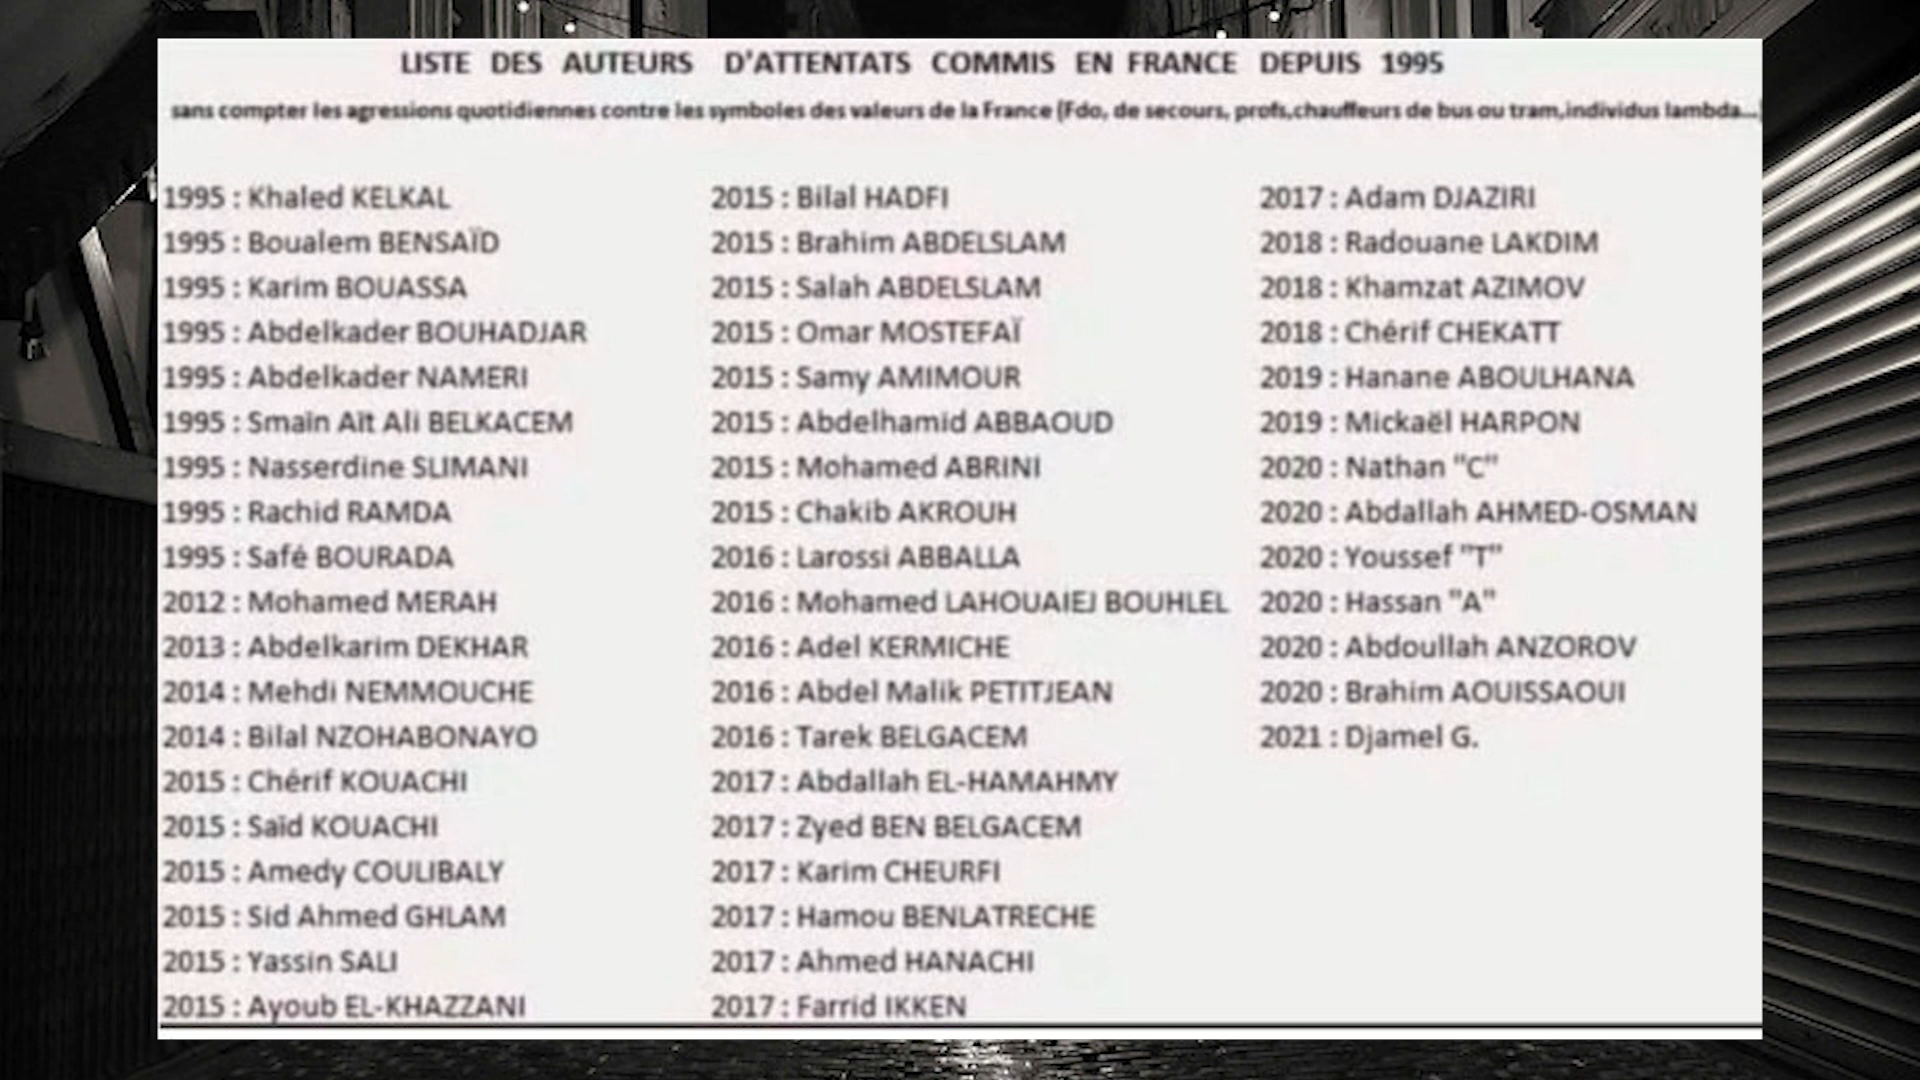 LISTE DES AUTEURS D'ATTENTATS COMMIS EN FRANCE DEPUIS 1995
sans compter les agressions quotidiennes contre les symboles des valeurs de la France (Fdo, de secours, profs,chauffeurs de bus ou tram,individus lambda...)
1995 : Khaled KELKAL
1995 : Boualem BENSAÏD
1995 : Karim BOUASSA
1995 : Abdelkader BOUHADJAR
1995 : Abdelkader NAMERI
1995 : Smaïn Aït Ali BELKACEM
1995 : Nasserdine SLIMANI
1995 : Rachid RAMDA
1995 : Safé BOURADA
2012 : Mohamed MERAH
2013 : Abdelkarim DEKHAR
2014 : Mehdi NEMMOUCHE
2014 : Bilal NZOHABONAYO
2015 : Chérif KOUACHI
2015 : Saïd KOUACHI
2015 : Amedy COULIBALY
2015 : Sid Ahmed GHLAM
2015 : Yassin SALI
2015 : Ayoub EL-KHAZZANI
2015 : Bilal HADFI
2015 : Brahim ABDELSLAM
2015 : Salah ABDELSLAM
2015 : Omar MOSTEFAÏ
2015 : Samy AMIMOUR
2015 : Abdelhamid ABBAOUD
2015 : Mohamed ABRINI
2015 : Chakib AKROUH
2016 : Larossi ABBALLA
2016 : Mohamed LAHOUAIEJ BOUHLEL
2016 : Adel KERMICHE
2016 : Abdel Malik PETITJEAN
2016 : Tarek BELGACEM
2017 : Abdallah EL-HAMAHMY
2017 : Zyed BEN BELGACEM
2017 : Karim CHEURFI
2017 : Hamou BENLATRECHE
2017 : Ahmed HANACHI
2017 : Farrid IKKEN
2017 : Adam DJAZIRI
2018 : Radouane LAKDIM
2018 : Khamzat AZIMOV
2018 : Chérif CHEKATT
2019 : Hanane ABOULHANA
2019 : Mickaël HARPON
2020 : Nathan "C"
2020 : Abdallah AHMED-OSMAN
2020 : Youssef "T"
2020 : Hassan "A"
2020 : Abdoullah ANZOROV
2020 : Brahim AOUISSAOUI
2021 : Djamel G.